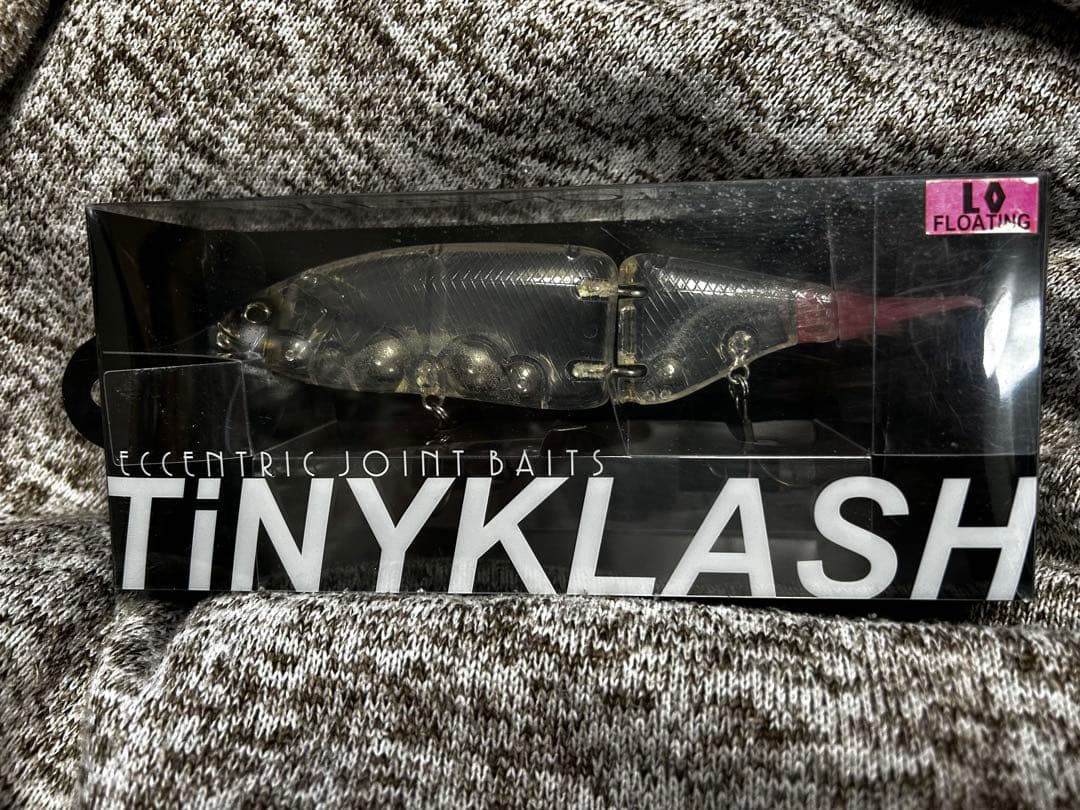 LO
FLOATING
ECCENTRIC JOINT BAITS
TiNYKLASH